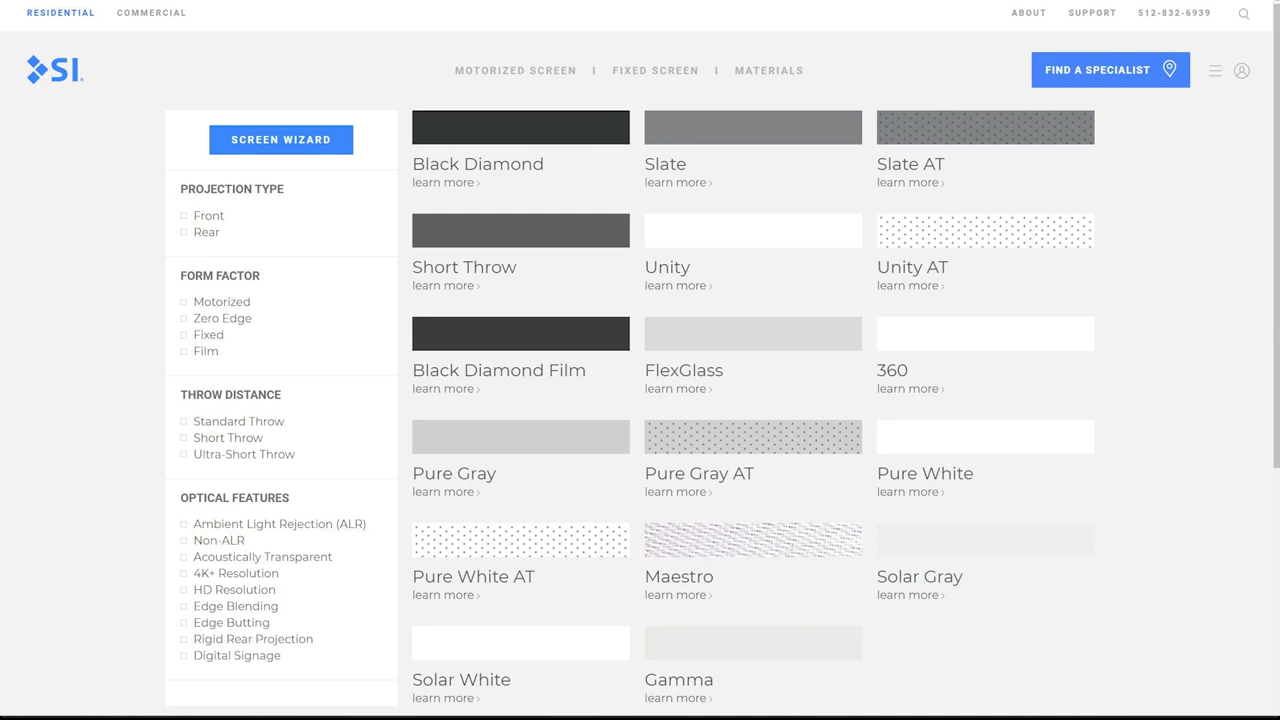 RESIDENTIAL COMMERCIAL ABOUT SUPPORT 512-832-6939
SI.
MOTORIZED SCREEN I FIXED SCREEN I MATERIALS
FIND A SPECIALIST
SCREEN WIZARD
PROJECTION TYPE
Front
Rear
FORM FACTOR
Motorized
Zero Edge
Fixed
Film
THROW DISTANCE
Standard Throw
Short Throw
Ultra-Short Throw
OPTICAL FEATURES
Ambient Light Rejection (ALR)
Non-ALR
Acoustically Transparent
4K+ Resolution
HD Resolution
Edge Blending
Edge Butting
Rigid Rear Projection
Digital Signage
Black Diamond
learn more ›
Slate
learn more ›
Slate AT
learn more ›
Short Throw
learn more ›
Unity
learn more ›
Unity AT
learn more ›
Black Diamond Film
learn more ›
FlexGlass
learn more ›
360
learn more ›
Pure Gray
learn more ›
Pure Gray AT
learn more ›
Pure White
learn more ›
Pure White AT
learn more ›
Maestro
learn more ›
Solar Gray
learn more ›
Solar White
learn more ›
Gamma
learn more ›